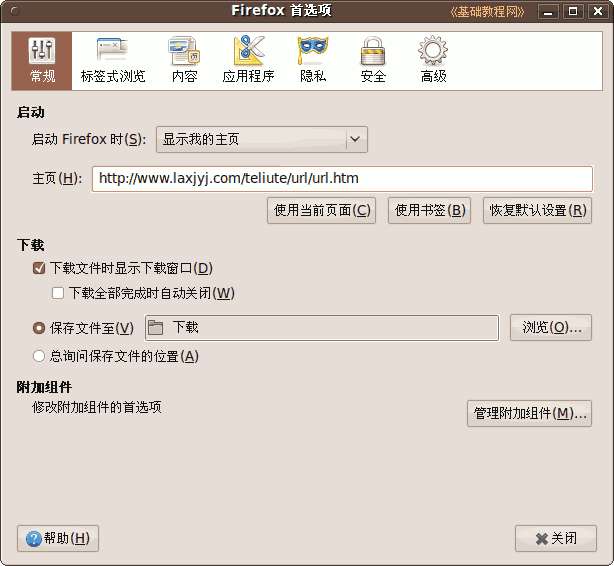 Firefox 首选项 《基础教程网》
常规 标签式浏览 内容 应用程序 隐私 安全 高级
启动
启动 Firefox 时(S): 显示我的主页
主页(H): http://www.laxjyj.com/teliute/url/url.htm
使用当前页面(C) 使用书签(B) 恢复默认设置(R)
下载
下载文件时显示下载窗口(D)
下载全部完成时自动关闭(W)
保存文件至(V) 下载 浏览(O)...
总询问保存文件的位置(A)
附加组件
修改附加组件的首选项
管理附加组件(M)...
帮助(H) 关闭